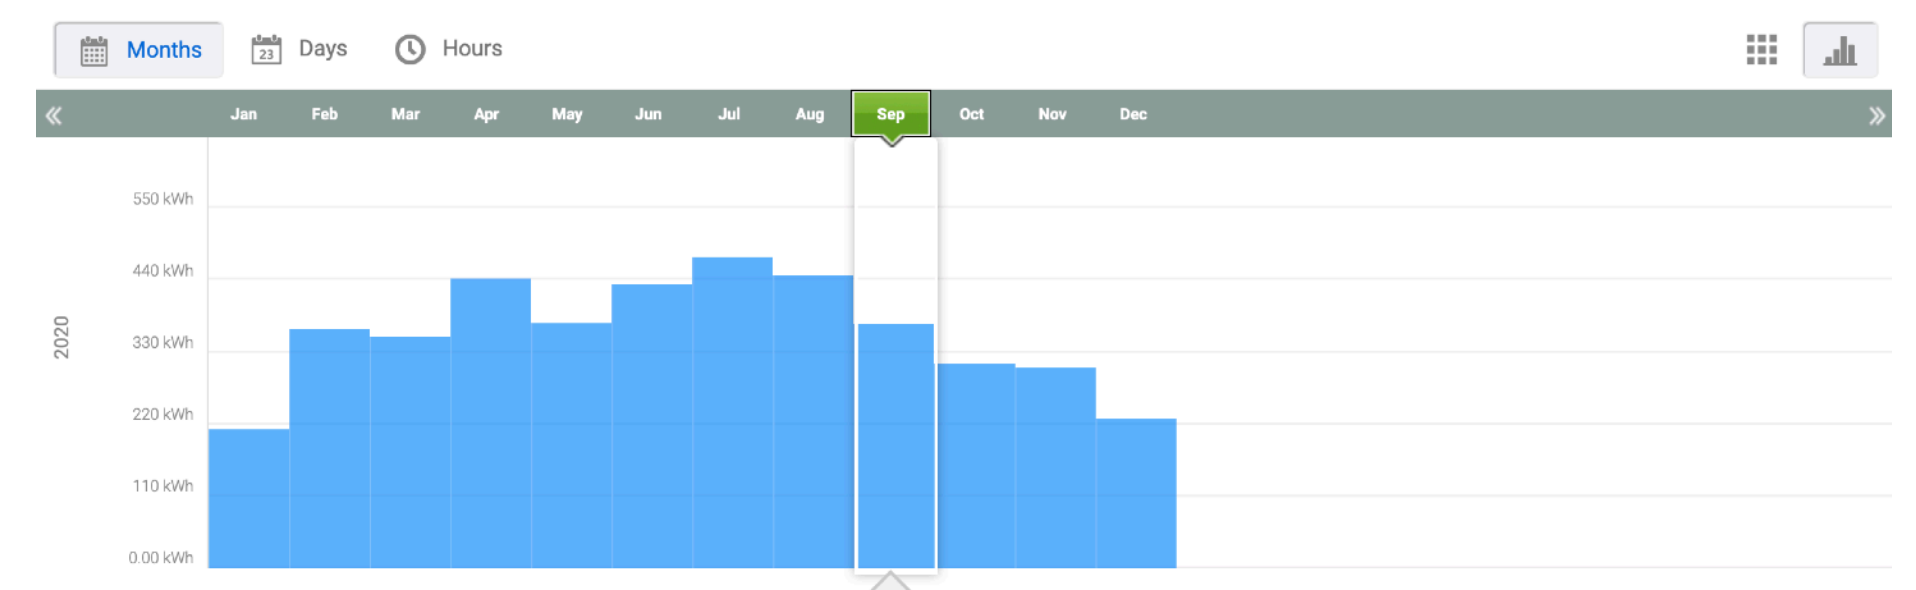 Months 23 Days Hours
Jan Feb Mar Apr May Jun Jul Aug Sep Oct Nov Dec
550 kWh
440 kWh
330 kWh
220 kWh
110 kWh
0.00 kWh
2020